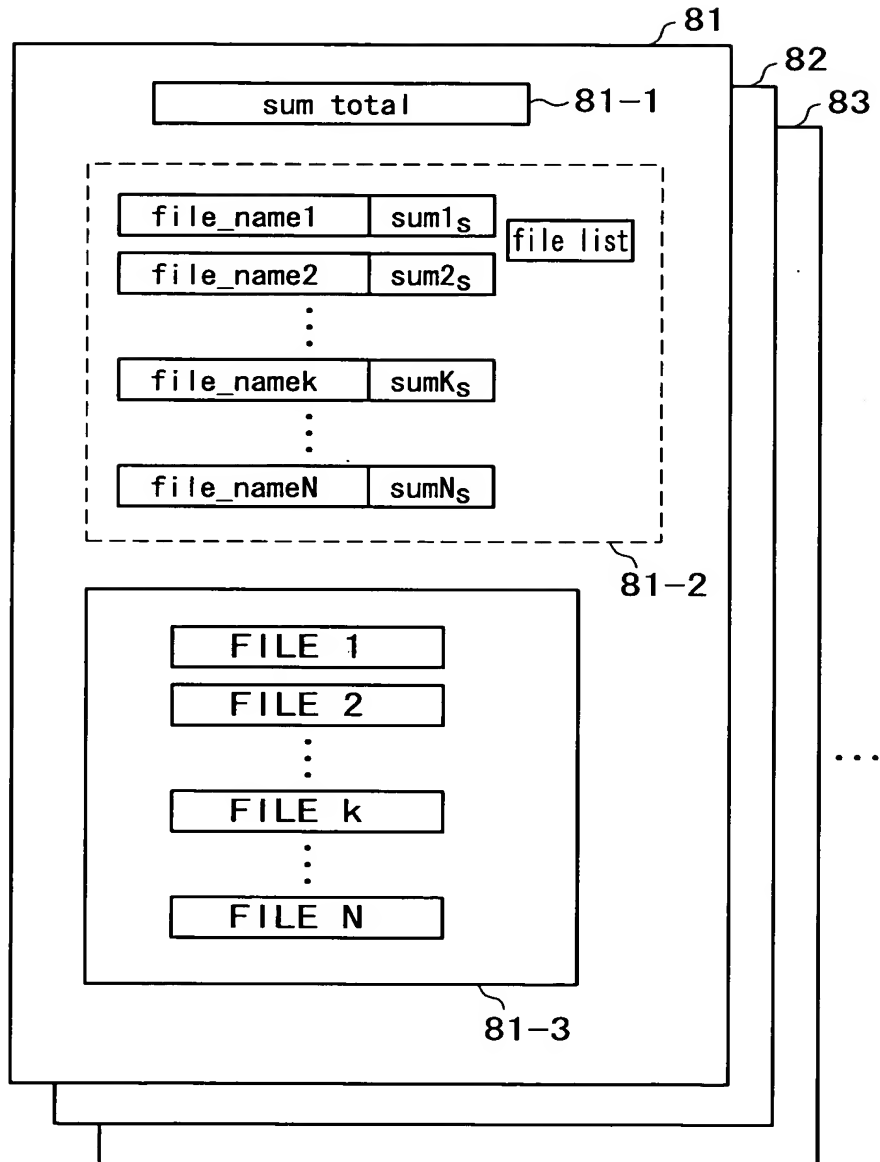 81
82
83
sum total
81-1
file_name1 sum1s
file list
file_name2 sum2s
file_namek sumKs
file_nameN sumNs
81-2
FILE 1
FILE 2
...
FILE k
FILE N
81-3